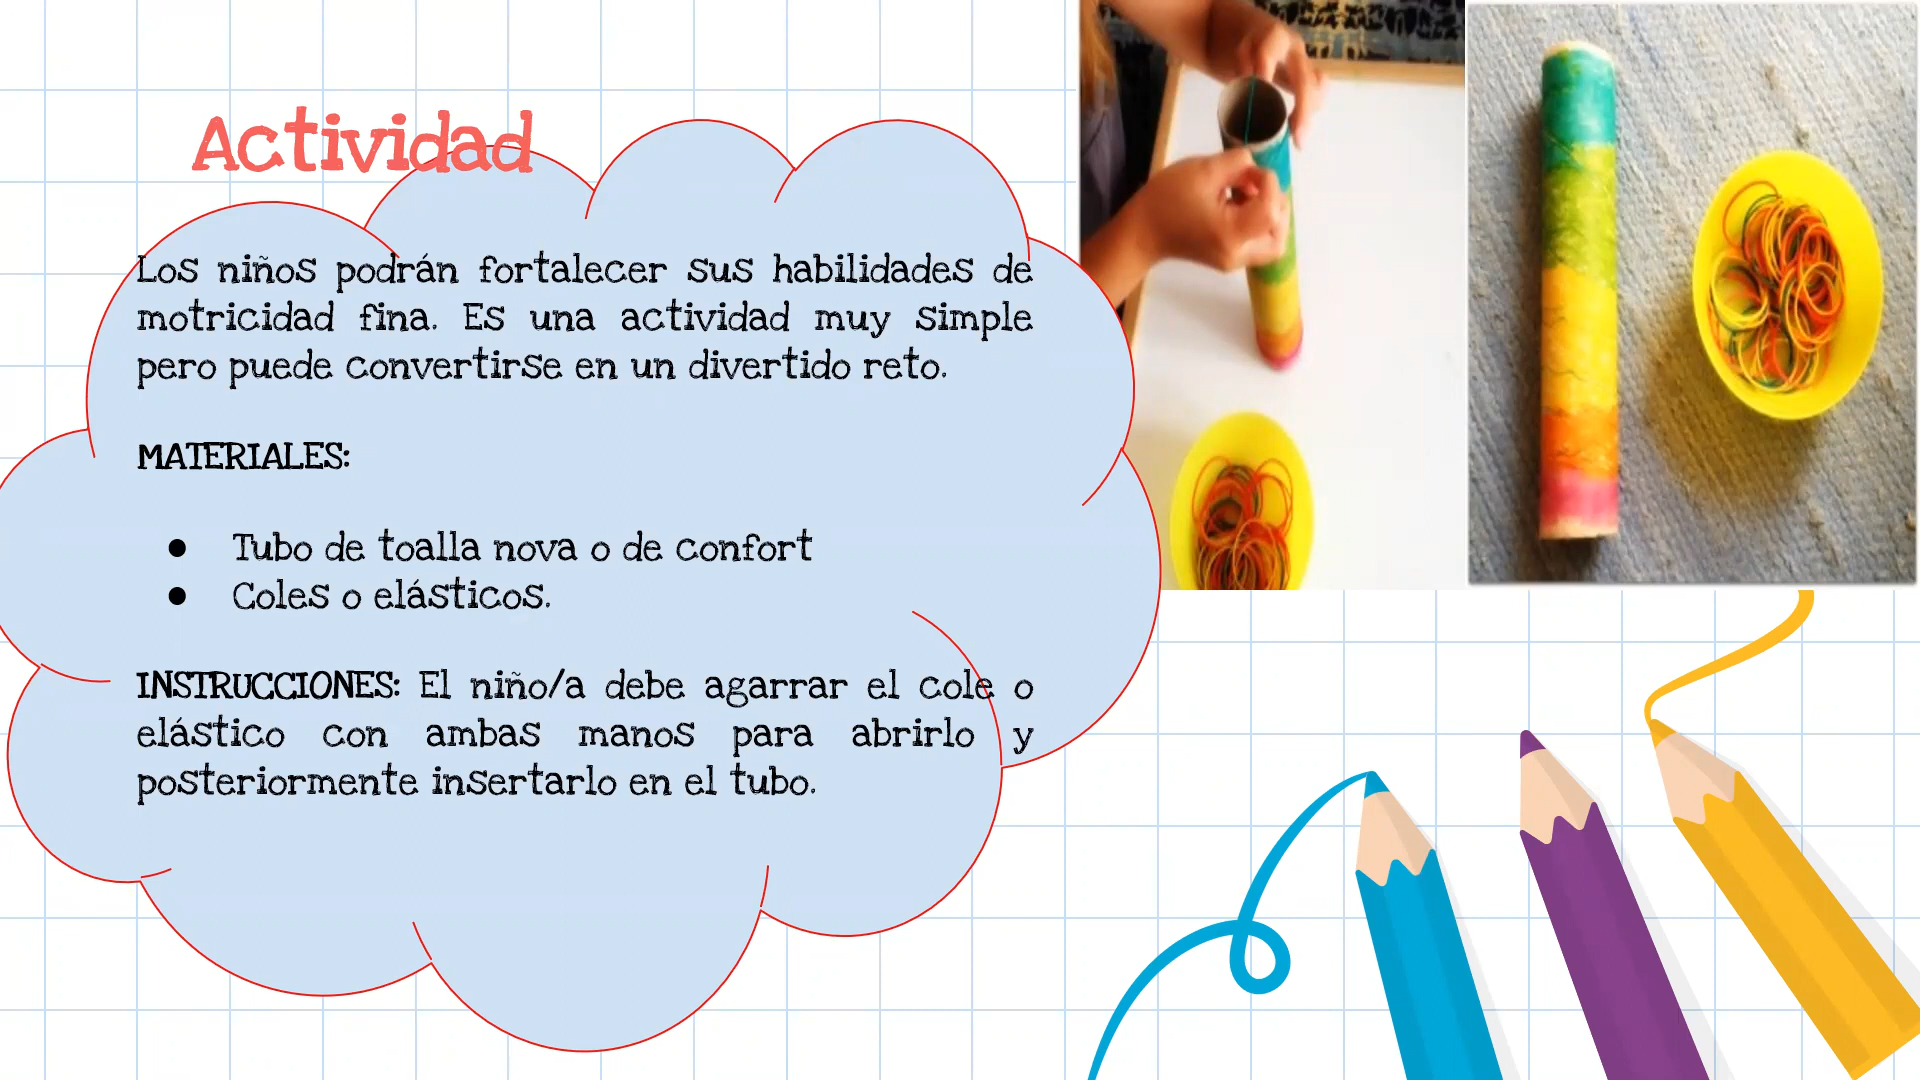 Actividad
Los niños podrán fortalecer sus habilidades de
motricidad fina. Es una actividad muy simple
pero puede convertirse en un divertido reto.
MATERIALES:
● Tubo de toalla nova o de confort
● Coles o elásticos.
INSTRUCCIONES: El niño/a debe agarrar el cole o
elástico con ambas manos para abrirlo y
posteriormente insertarlo en el tubo.